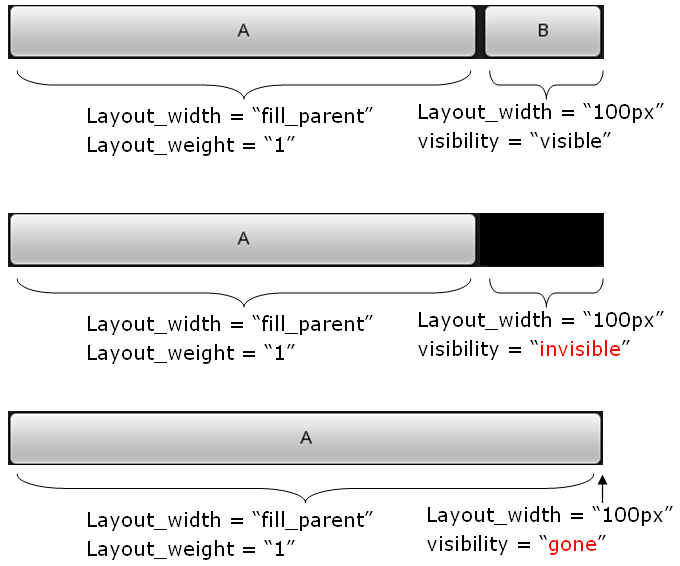 A B
Layout_width = “fill_parent” Layout_width = “100px”
Layout_weight = “1” visibility = “visible”
A
Layout_width = “fill_parent” Layout_width = “100px”
Layout_weight = “1” visibility = “invisible”
A
Layout_width = “fill_parent” Layout_width = “100px”
Layout_weight = “1” visibility = “gone”